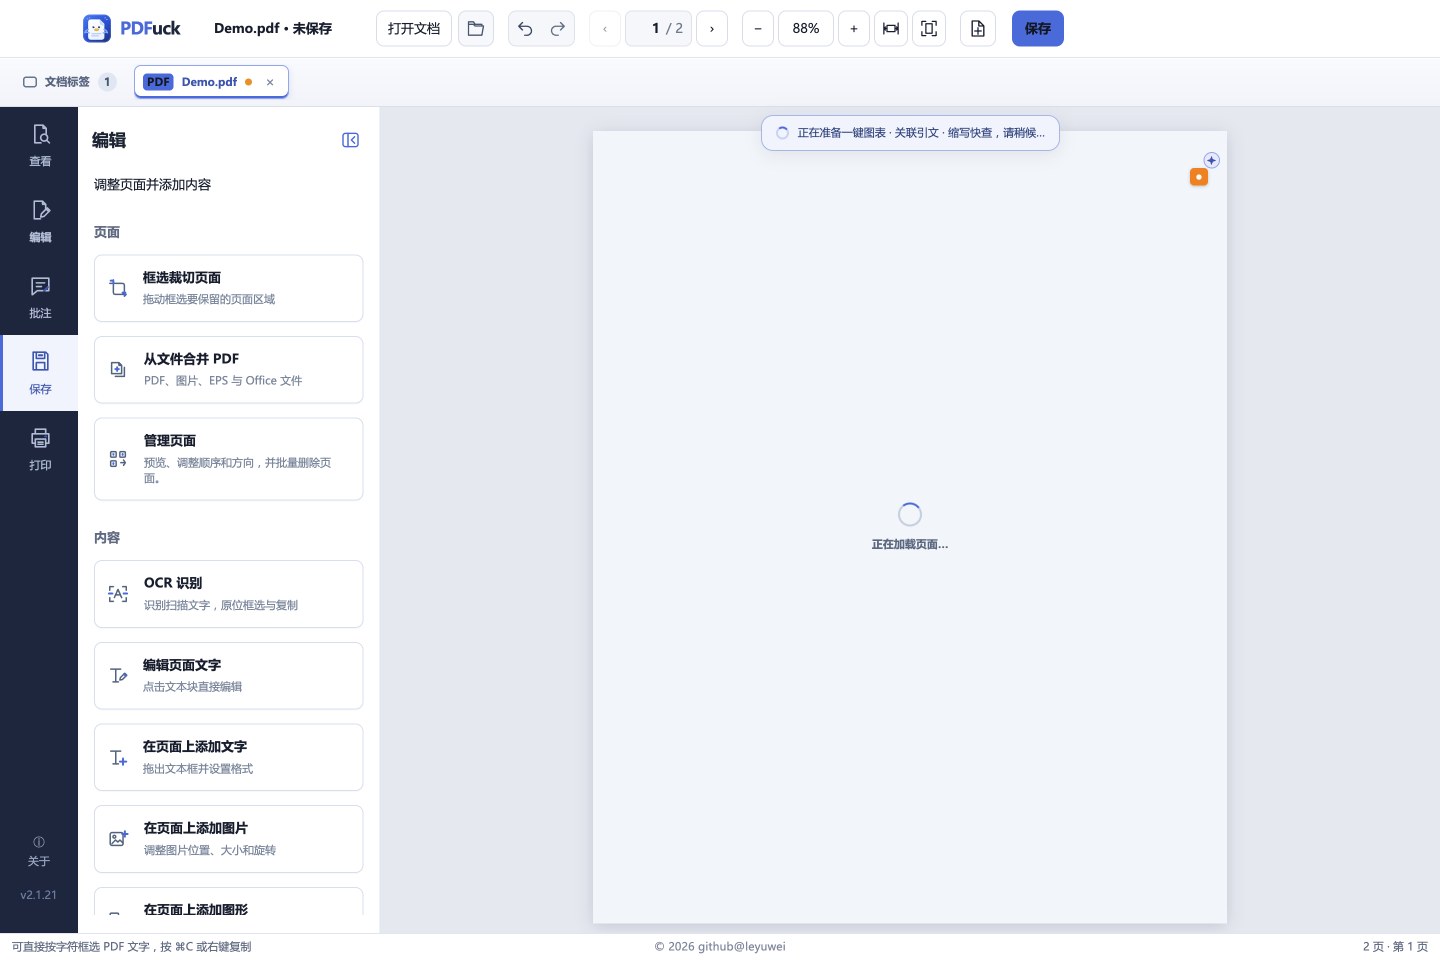 PDFuck
Demo.pdf • 未保存
打开文档
1 / 2
88%
保存
文档标签 1
PDF Demo.pdf
查看
编辑
批注
保存
打印
关于
v2.1.21
编辑
调整页面并添加内容
页面
框选裁切页面
拖动框选要保留的页面区域
从文件合并 PDF
PDF、图片、EPS 与 Office 文件
管理页面
预览、调整顺序和方向，并批量删除页
面。
内容
OCR 识别
识别扫描文字，原位框选与复制
编辑页面文字
点击文本块直接编辑
在页面上添加文字
拖出文本框并设置格式
在页面上添加图片
调整图片位置、大小和旋转
在页面上添加图形
正在准备一键图表 · 关联引文 · 缩写快查，请稍候...
正在加载页面...
可直接按字符框选 PDF 文字，按 ⌘C 或右键复制
© 2026 github@leyuwei
2 页 · 第 1 页